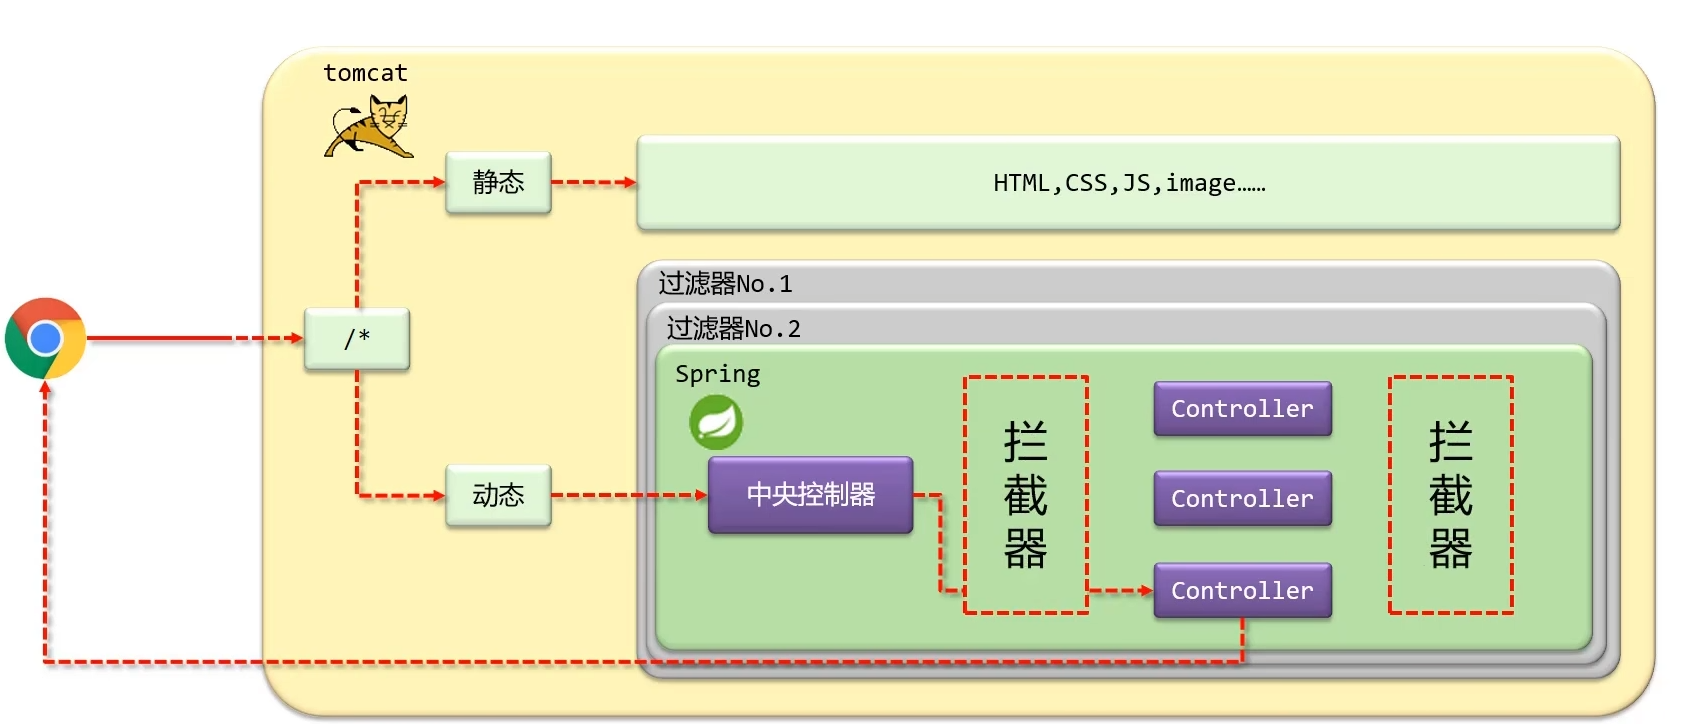 tomcat
静态
HTML,CSS,JS,image……
/*
过滤器No.1
过滤器No.2
Spring
动态
中央控制器
拦
截
器
Controller
Controller
Controller
拦
截
器